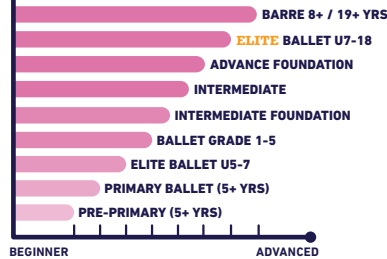 BARRE 8+ / 19+ YRS
ELITE BALLET U7-18
ADVANCE FOUNDATION
INTERMEDIATE
INTERMEDIATE FOUNDATION
BALLET GRADE 1-5
ELITE BALLET U5-7
PRIMARY BALLET (5+ YRS)
PRE-PRIMARY (5+ YRS)
BEGINNER ADVANCED